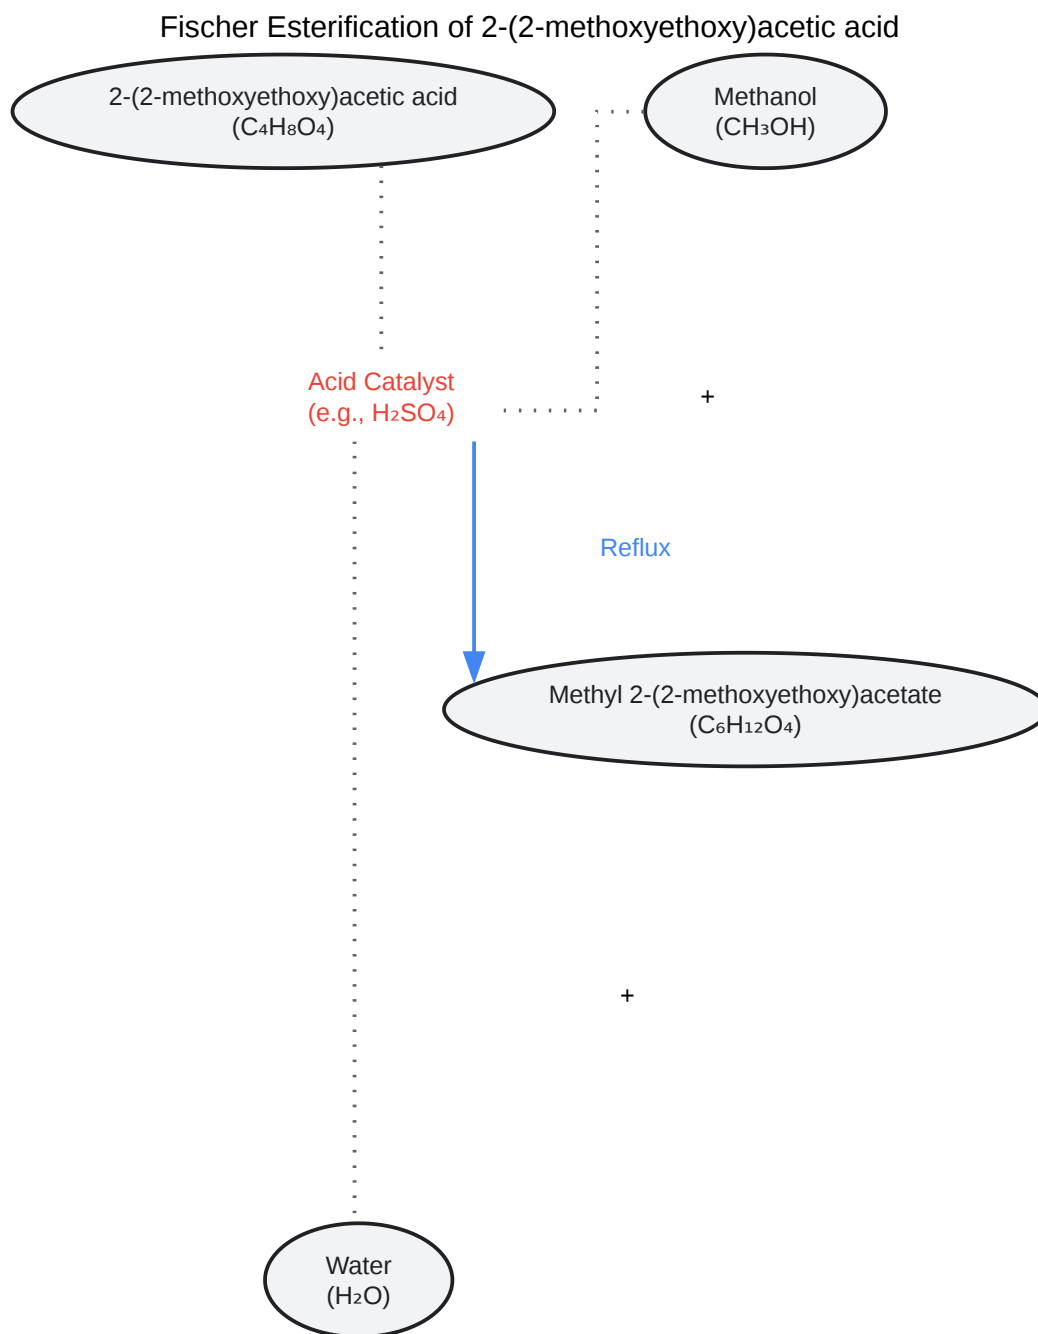 Fischer Esterification of 2-(2-methoxyethoxy)acetic acid
2-(2-methoxyethoxy)acetic acid
(C₄H₈O₄)
Methanol
(CH₃OH)
Acid Catalyst
(e.g., H₂SO₄)
+
Reflux
Methyl 2-(2-methoxyethoxy)acetate
(C₆H₁₂O₄)
+
Water
(H₂O)